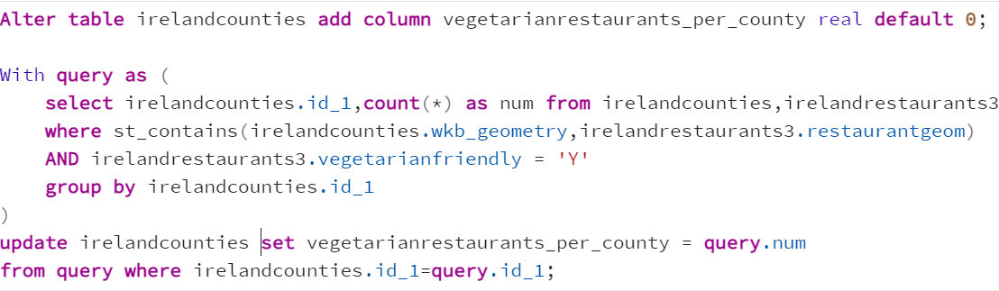 Alter table irelandcounties add column vegetarianrestaurants_per_county real default 0;
With query as (
select irelandcounties.id_1,count(*) as num from irelandcounties,irelandrestaurants3
where st_contains(irelandcounties.wkb_geometry,irelandrestaurants3.restaurantgeom)
AND irelandrestaurants3.vegetarianfriendly = 'Y'
group by irelandcounties.id_1
)
update irelandcounties set vegetarianrestaurants_per_county = query.num
from query where irelandcounties.id_1=query.id_1;